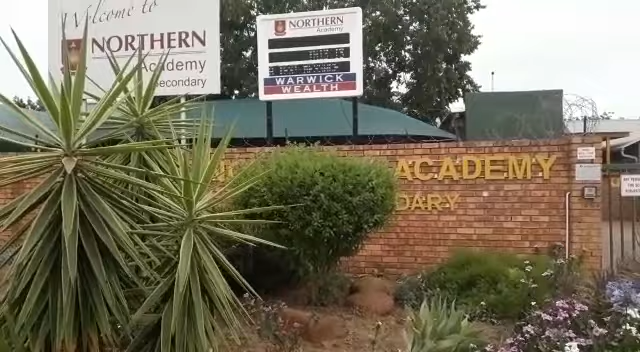 Welcome to
NORTHERN
Academy
Secondary
NORTHERN
Academy
WARWICK
WEALTH
ACADEMY
DARY